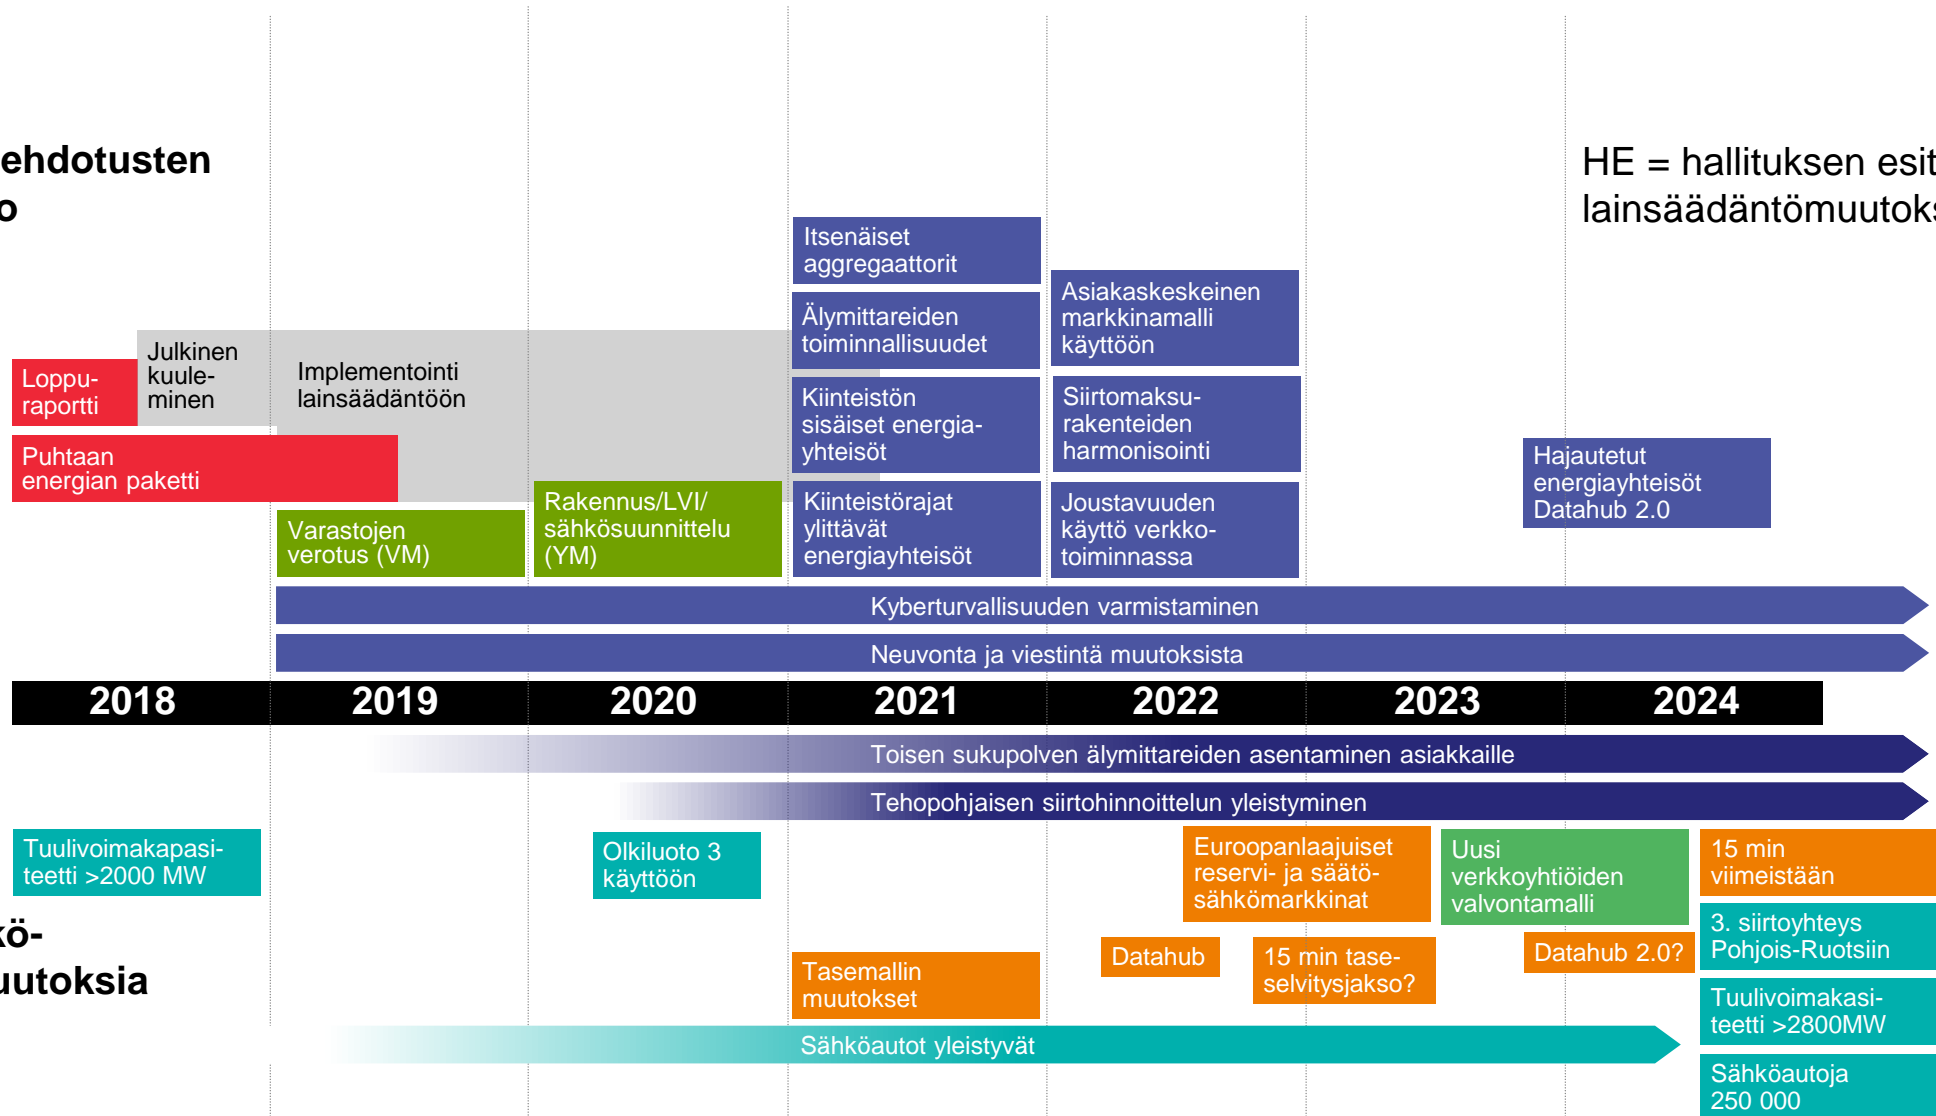 ehdotusten
HE = hallituksen
lainsäädäntömuutoks
Itsenäiset
aggregaattorit
Älymittareiden
toiminnallisuudet
Kiinteistön
sisäiset energia-
yhteisöt
Kiinteistörajat
ylittävät
energiayhteisöt
Asiakaskeskeinen
markkinamalli
käyttöön
Siirtomaksu-
rakenteiden
harmonisointi
Joustavuuden
käyttö verkko-
toiminnassa
Hajautetut
energiayhteisöt
Datahub 2.0
Julkinen
kuule-
minen
Implementointi
lainsäädäntöön
Loppu-
raportti
Puhtaan
energian paketti
Varastojen
verotus (VM)
Rakennus/LVI/
sähkösuunnittelu
(YM)
Kyberturvallisuuden varmistaminen
Neuvonta ja viestintä muutoksista
2018 2019 2020 2021 2022 2023 2024
Toisen sukupolven älymittareiden asentaminen asiakkaille
Tehopohjaisen siirtohinnoittelun yleistyminen
Tuulivoimakapasi-
teetti >2000 MW
Olkiluoto 3
käyttöön
Euroopanlaajuiset
reservi- ja säätö-
sähkömarkkinat
Uusi
verkkoyhtiöiden
valvontamalli
15 min
viimeistään
kö-
uutoksia
Tasemallin
muutokset
Datahub
15 min tase-
selvitysjakso?
Datahub 2.0?
3. siirtoyhteys
Pohjois-Ruotsiin
Tuulivoimakasi-
teetti >2800MW
Sähköautot yleistyvät
Sähköautoja
250 000